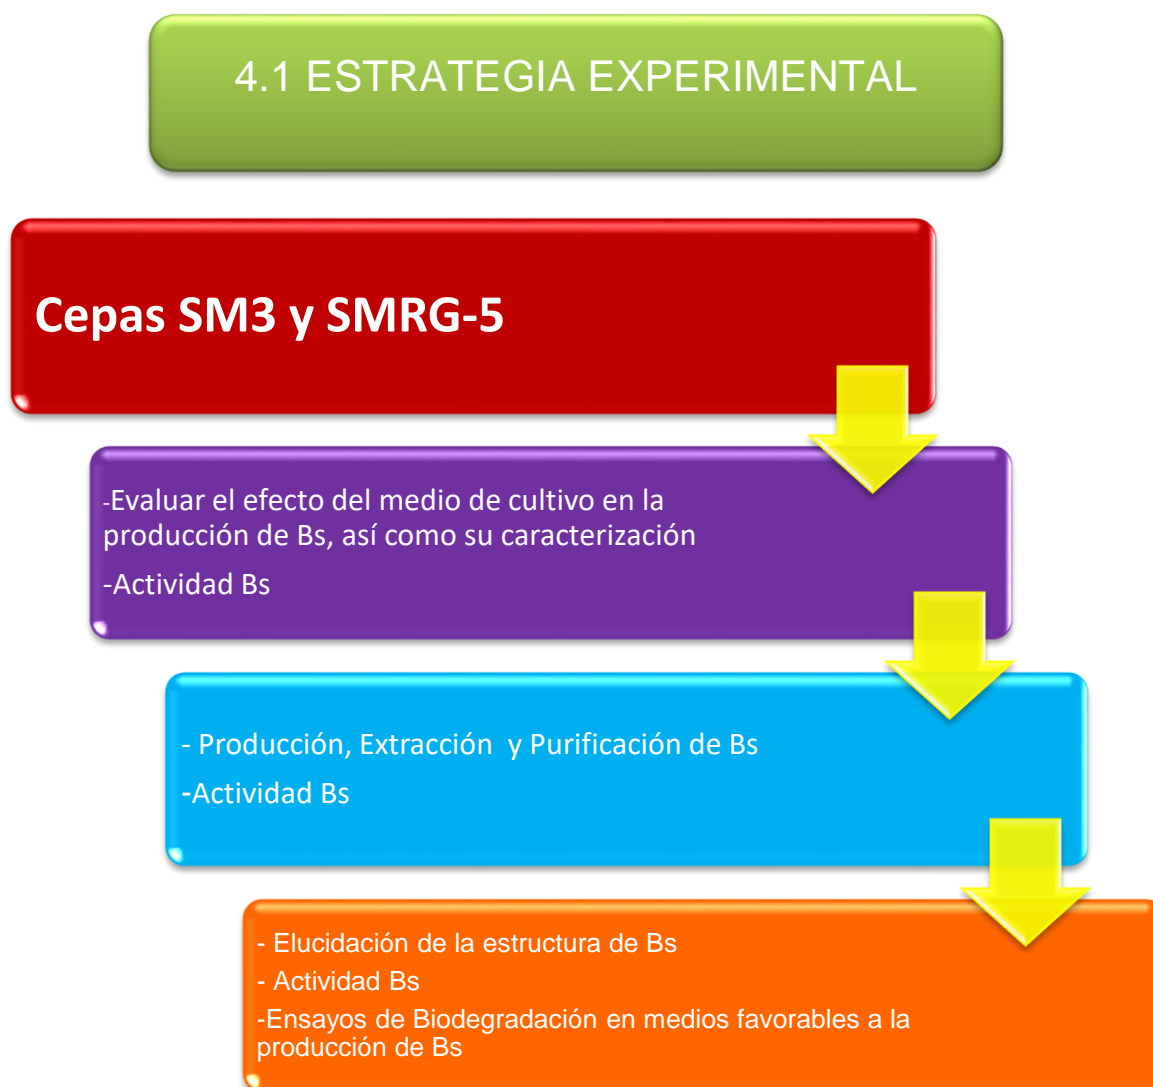 4.1 ESTRATEGIA EXPERIMENTAL
Cepas SM3 y SMRG-5
-Evaluar el efecto del medio de cultivo en la
producción de Bs, así como su caracterización
-Actividad Bs
- Producción, Extracción y Purificación de Bs
-Actividad Bs
- Elucidación de la estructura de Bs
- Actividad Bs
-Ensayos de Biodegradación en medios favorables a la
producción de Bs